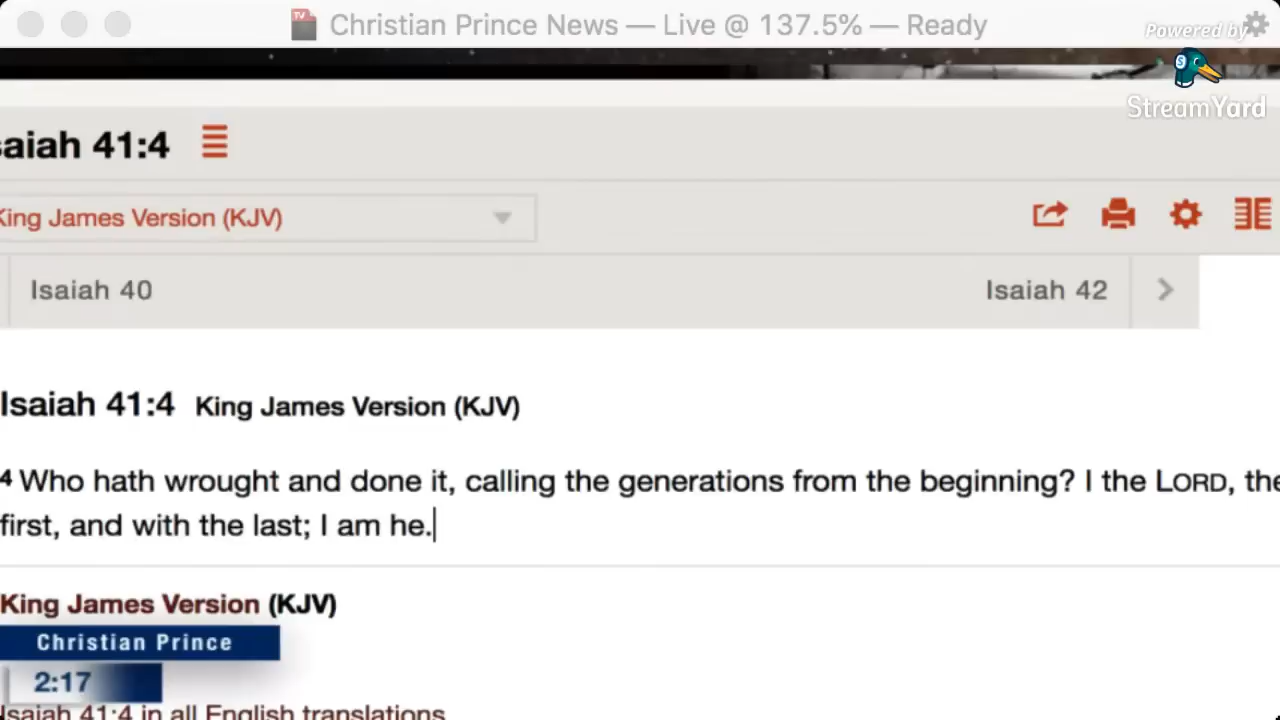 Christian Prince News — Live @ 137.5% — Ready
Powered by
StreamYard
saiah 41:4
King James Version (KJV)
Isaiah 40
Isaiah 42
Isaiah 41:4 King James Version (KJV)
4 Who hath wrought and done it, calling the generations from the beginning? I the LORD, the
first, and with the last; I am he.
King James Version (KJV)
Christian Prince
2:17
Isaiah 41:4 in all English translations